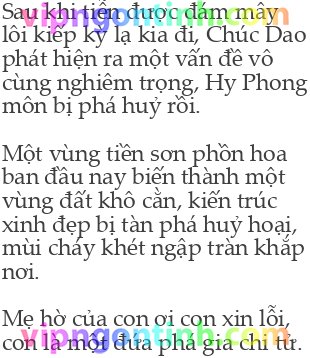 Sau khi tiễn được đám mây
lôi kiếp kỳ lạ kia đi, Chúc Dao
phát hiện ra một vấn đề vô
cùng nghiêm trọng, Hy Phong
môn bị phá huỷ rồi.
Một vùng tiền sơn phồn hoa
ban đầu nay biến thành một
vùng đất khô cằn, kiến trúc
xinh đẹp bị tàn phá huỷ hoại,
mùi cháy khét ngập tràn khắp
nơi.
Mẹ hờ của con ơi con xin lỗi,
con là một đứa phá gia chi tử.
vipngontinh.com
vipngontinh.com